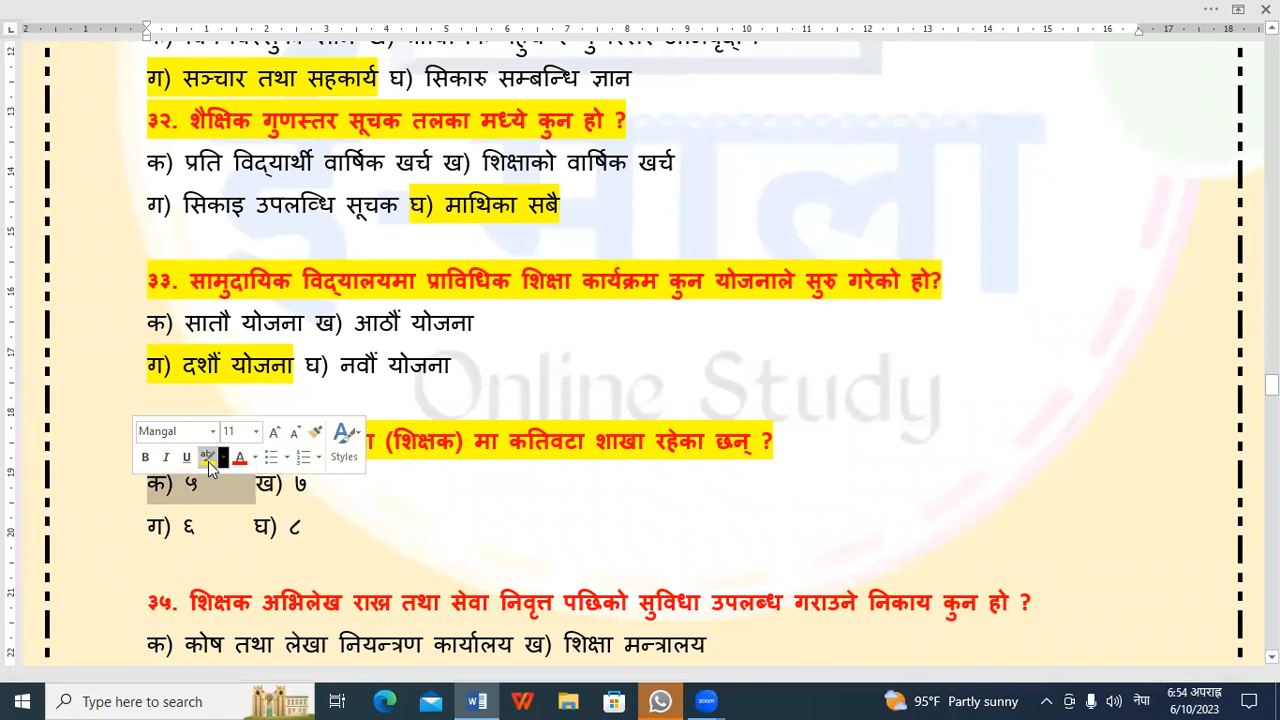 ग) सञ्चार तथा सहकार्य घ) सिकारु सम्बन्धि ज्ञान
३२. शैक्षिक गुणस्तर सूचक तलका मध्ये कुन हो ?
क) प्रति विद्यार्थी वार्षिक खर्च ख) शिक्षाको वार्षिक खर्च
ग) सिकाइ उपलव्धि सूचक घ) माथिका सबै
३३. सामुदायिक विद्यालयमा प्राविधिक शिक्षा कार्यक्रम कुन योजनाले सुरु गरेको हो?
क) सातौ योजना ख) आठौं योजना
ग) दशौं योजना घ) नवौं योजना
Online Study
Mangal 11
Styles
(शिक्षक) मा कतिवटा शाखा रहेका छन् ?
क) ५ ख) ७
ग) ६ घ) ८
३५. शिक्षक अभिलेख राख्न तथा सेवा निवृत्त पछिको सुविधा उपलब्ध गराउने निकाय कुन हो ?
क) कोष तथा लेखा नियन्त्रण कार्यालय ख) शिक्षा मन्त्रालय
Type here to search
95°F Partly sunny
नेपा
6:54 अपराह्न
6/10/2023